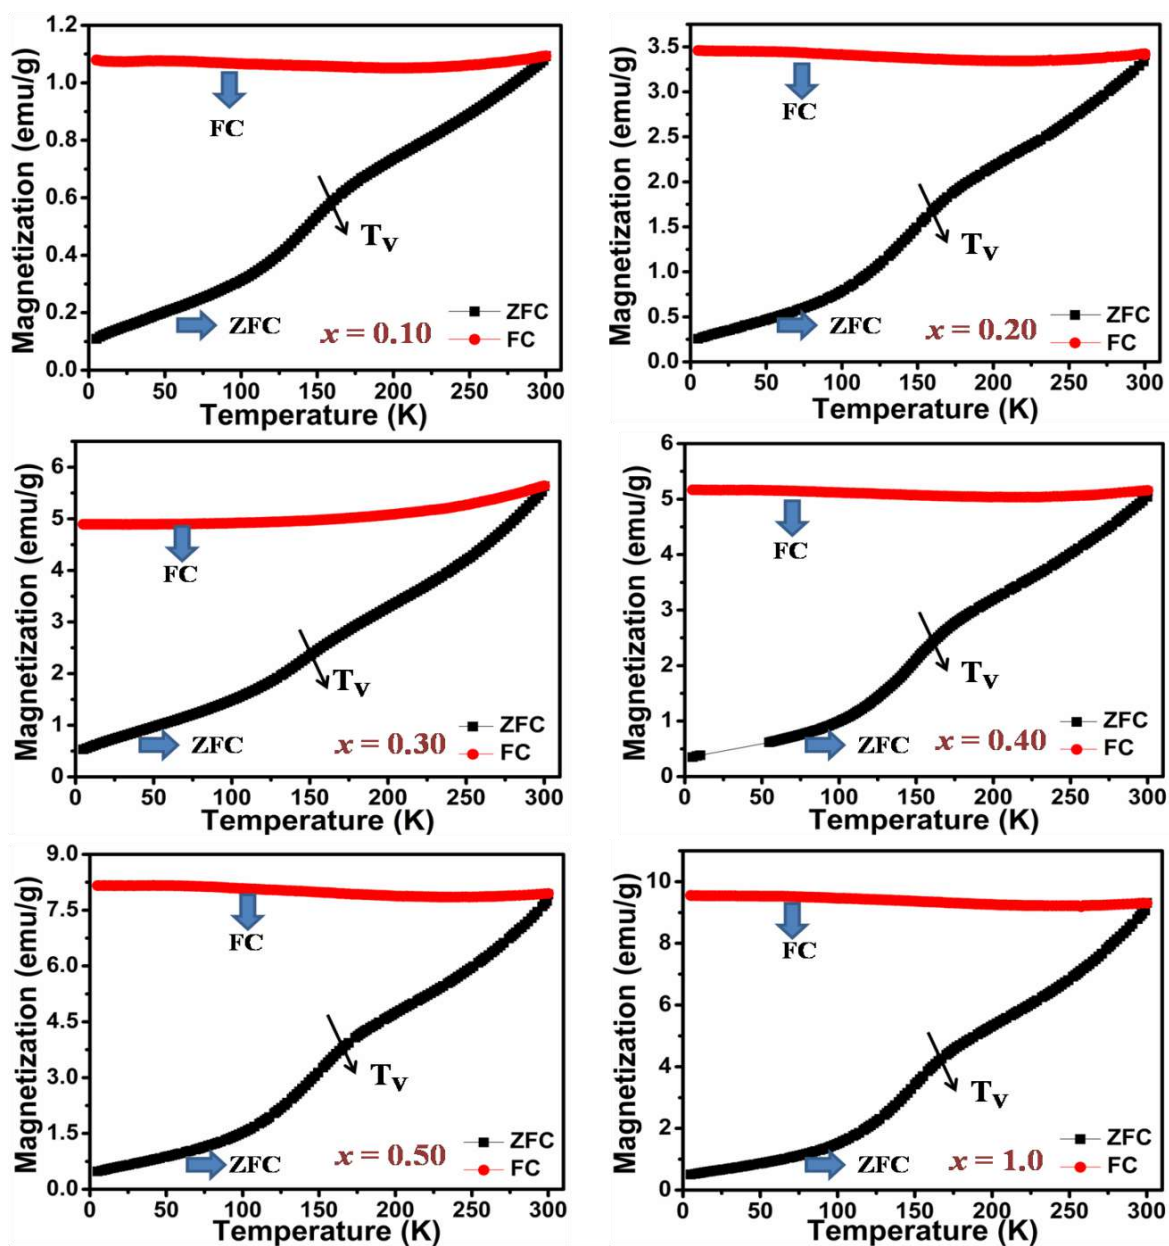 Magnetization (emu/g)
1.2
1.0
0.8
0.6
0.4
0.2
0.0
FC
T_V
ZFC
x = 0.10
ZFC
FC
0 50 100 150 200 250 300
Temperature (K)
Magnetization (emu/g)
3.5
3.0
2.5
2.0
1.5
1.0
0.5
0.0
FC
T_V
ZFC
x = 0.20
ZFC
FC
0 50 100 150 200 250 300
Temperature (K)
Magnetization (emu/g)
6
5
4
3
2
1
0
FC
T_V
ZFC
x = 0.30
ZFC
FC
0 50 100 150 200 250 300
Temperature (K)
Magnetization (emu/g)
6
5
4
3
2
1
0
FC
T_V
ZFC
x = 0.40
ZFC
FC
0 50 100 150 200 250 300
Temperature (K)
Magnetization (emu/g)
9.0
7.5
6.0
4.5
3.0
1.5
0.0
FC
T_V
ZFC
x = 0.50
ZFC
FC
0 50 100 150 200 250 300
Temperature (K)
Magnetization (emu/g)
10
8
6
4
2
0
FC
T_V
ZFC
x = 1.0
ZFC
FC
0 50 100 150 200 250 300
Temperature (K)